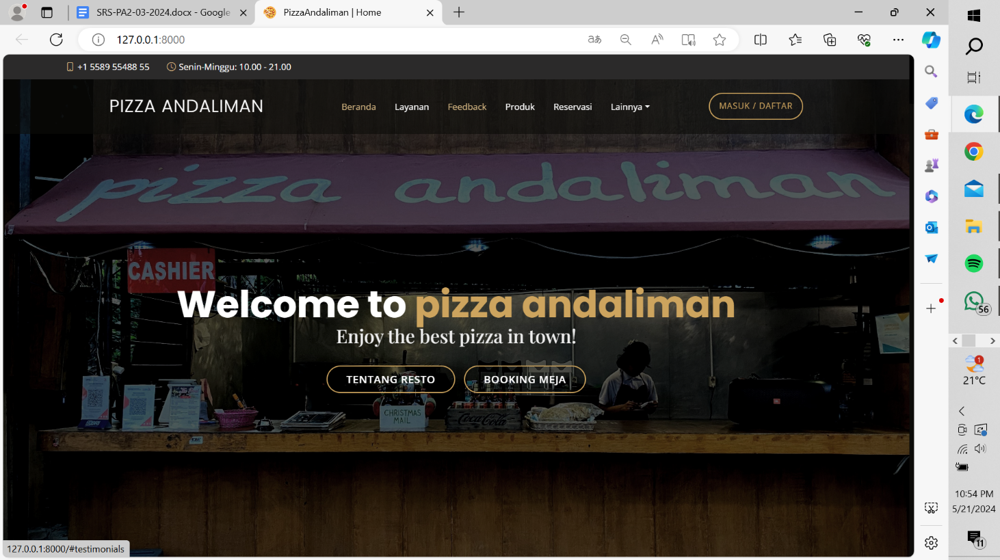 SRS-PA2-03-2024.docx - Google
PizzaAndaliman | Home
127.0.0.1:8000
+1 5589 55488 55
Senin-Minggu: 10.00 - 21.00
PIZZA ANDALIMAN
Beranda
Layanan
Feedback
Produk
Reservasi
Lainnya
MASUK / DAFTAR
pizza andaliman
CASHIER
Welcome to pizza andaliman
Enjoy the best pizza in town!
TENTANG RESTO
BOOKING MEJA
CHRISTMAS
MAIL
Coca-Cola
JBL
127.0.0.1:8000/#testimonials
56
1
21°C
10:54 PM
5/21/2024
11